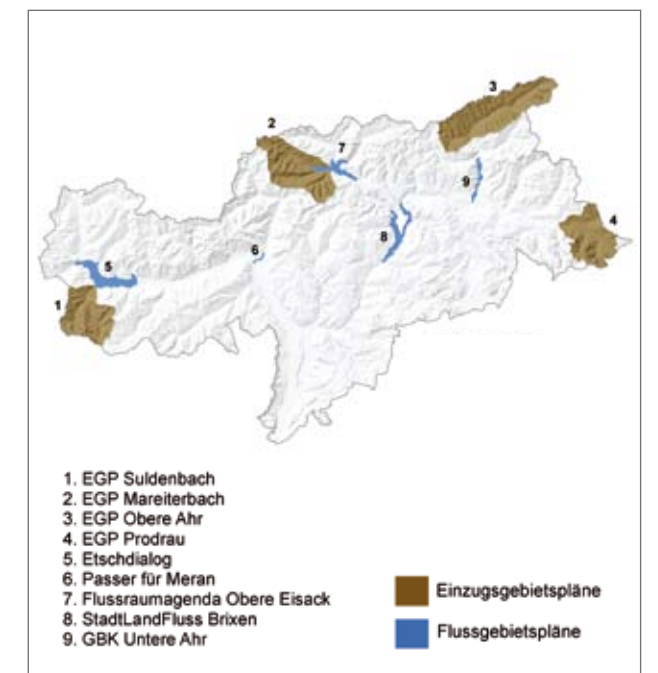 3
2
7
9
4
8
6
5
1
1. EGP Suldenbach
2. EGP Mareiterbach
3. EGP Obere Ahr
4. EGP Prodrau
5. Etschdialog
6. Passer für Meran
7. Flussraumagenda Obere Eisack
8. StadtLandFluss Brixen
9. GBK Untere Ahr
Einzugsgebietspläne
Flussgebietspläne